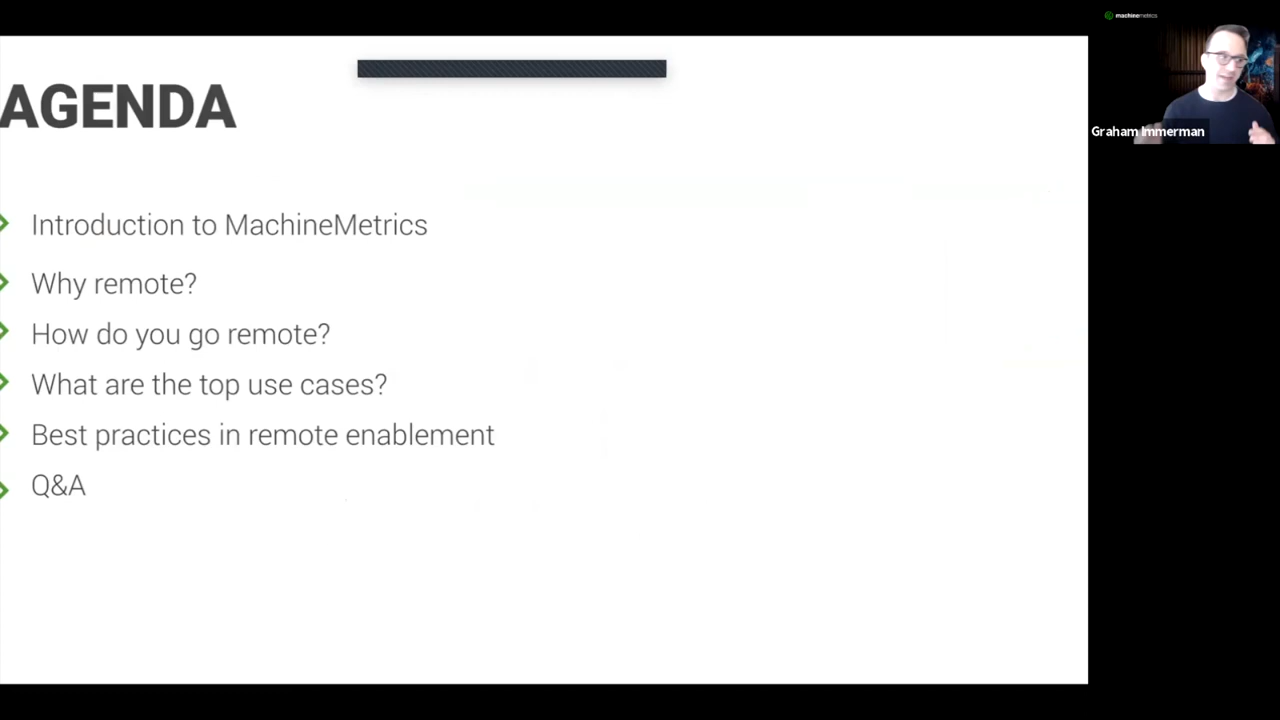 AGENDA
Introduction to MachineMetrics
Why remote?
How do you go remote?
What are the top use cases?
Best practices in remote enablement
Q&A
machinemetrics
Graham Immerman